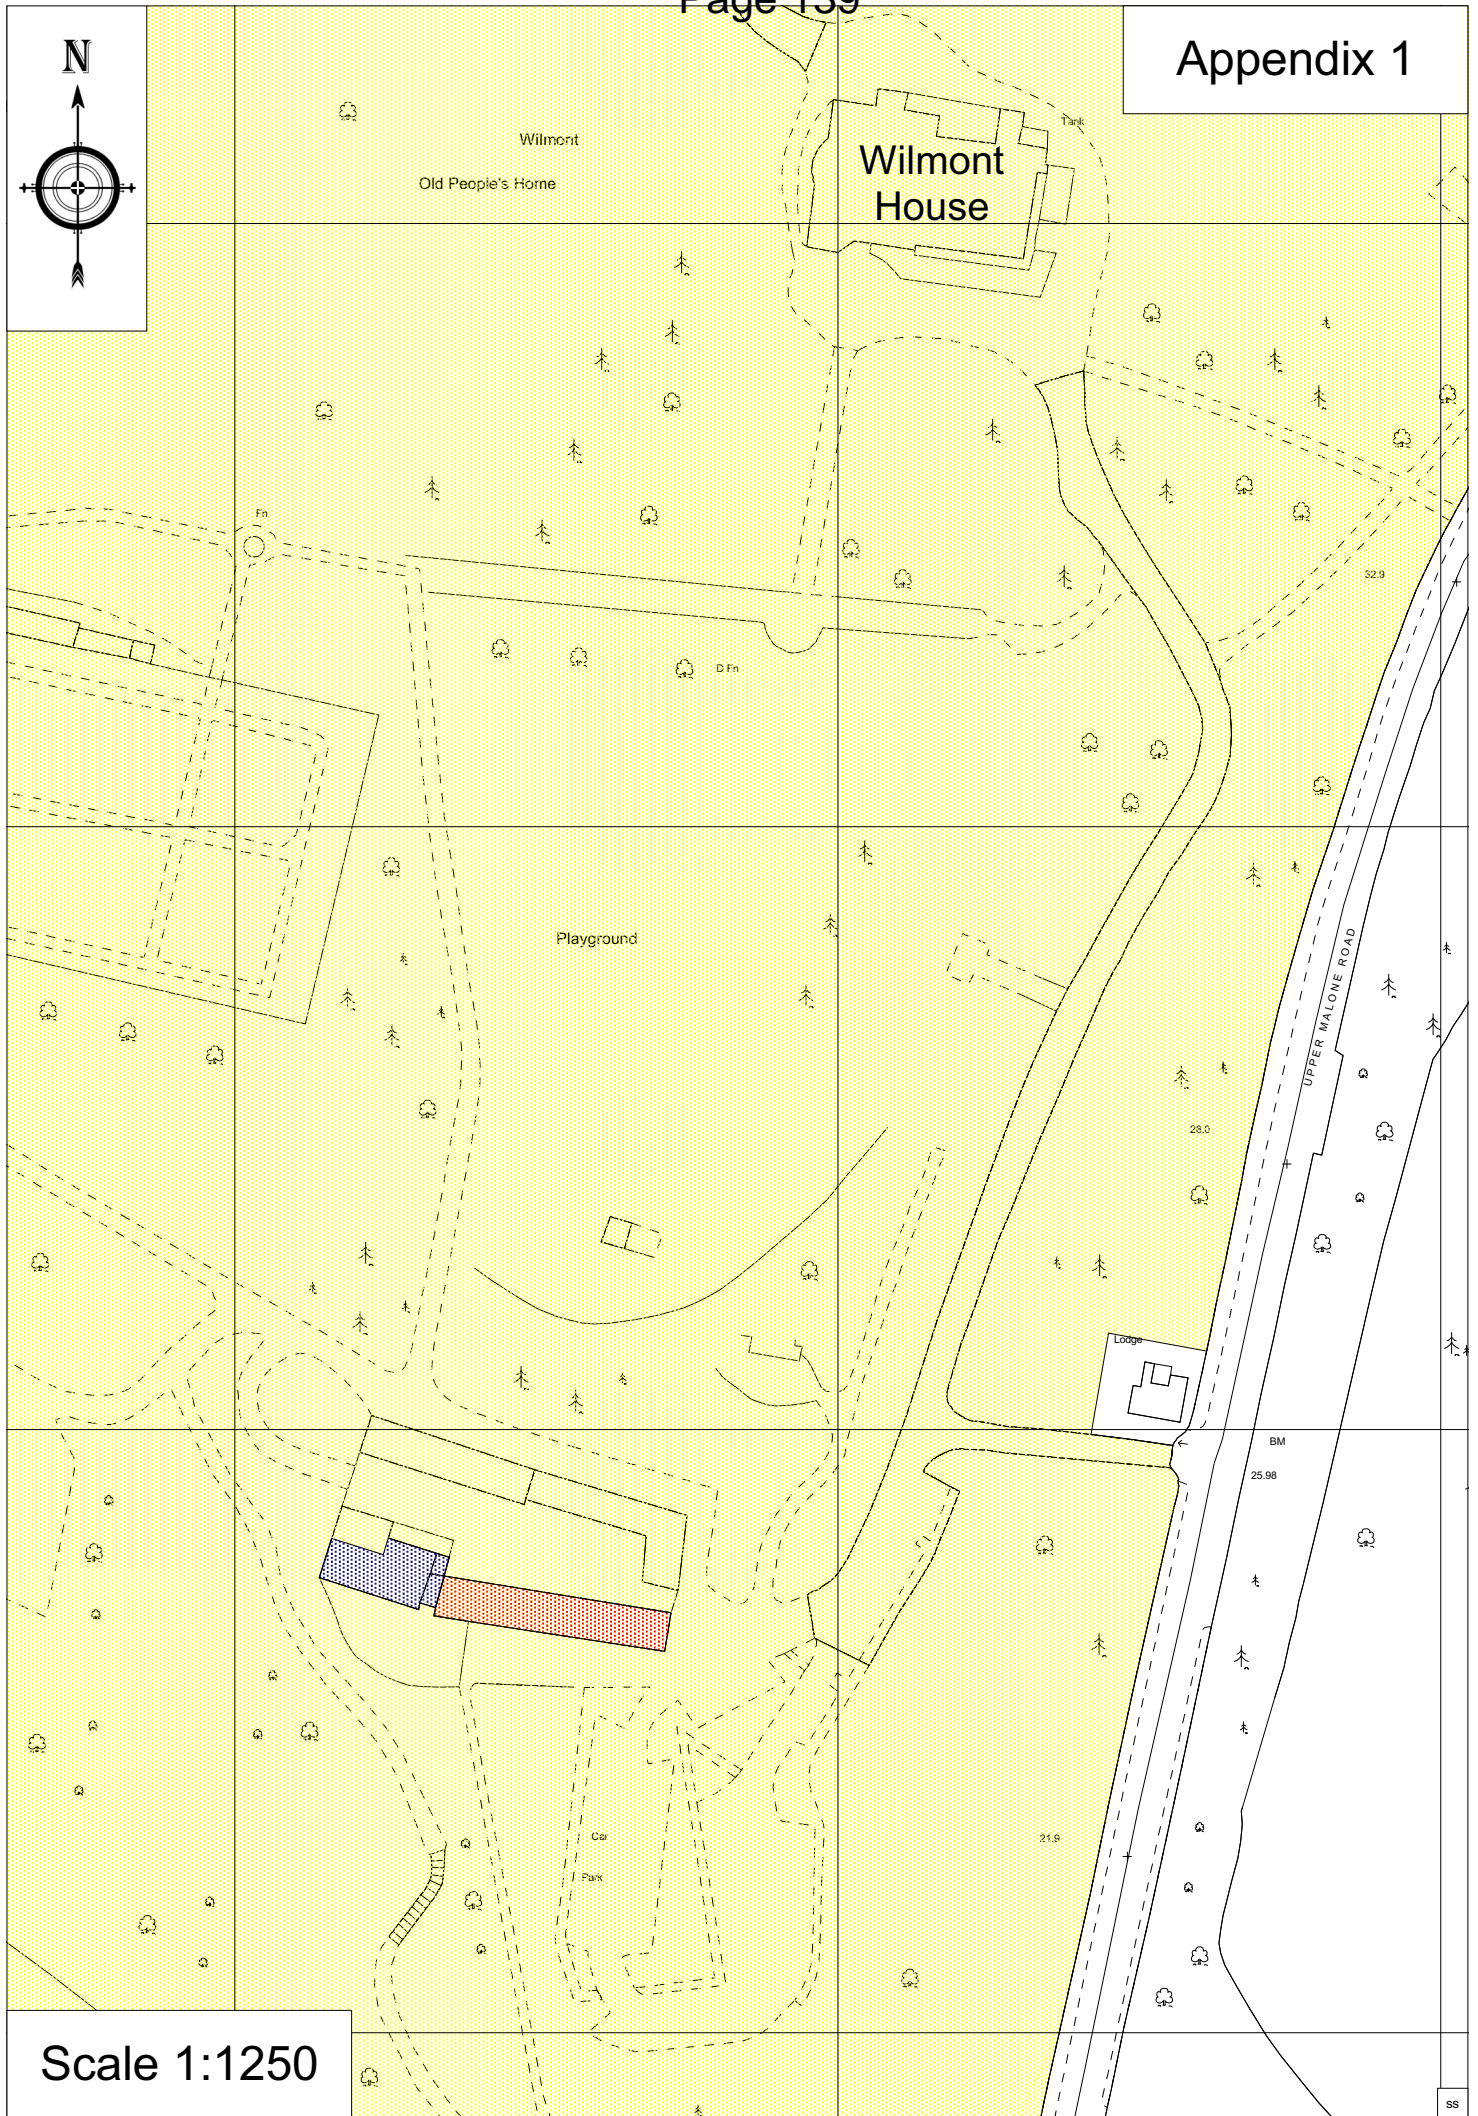 Page 139
N
Appendix 1
Wilmont
Old People's Home
Tank
Wilmont
House
Fn
32.9
D Fn
Playground
UPPER MALONE ROAD
28.0
Lodge
BM
25.98
Car
Park
21.9
Scale 1:1250
ss